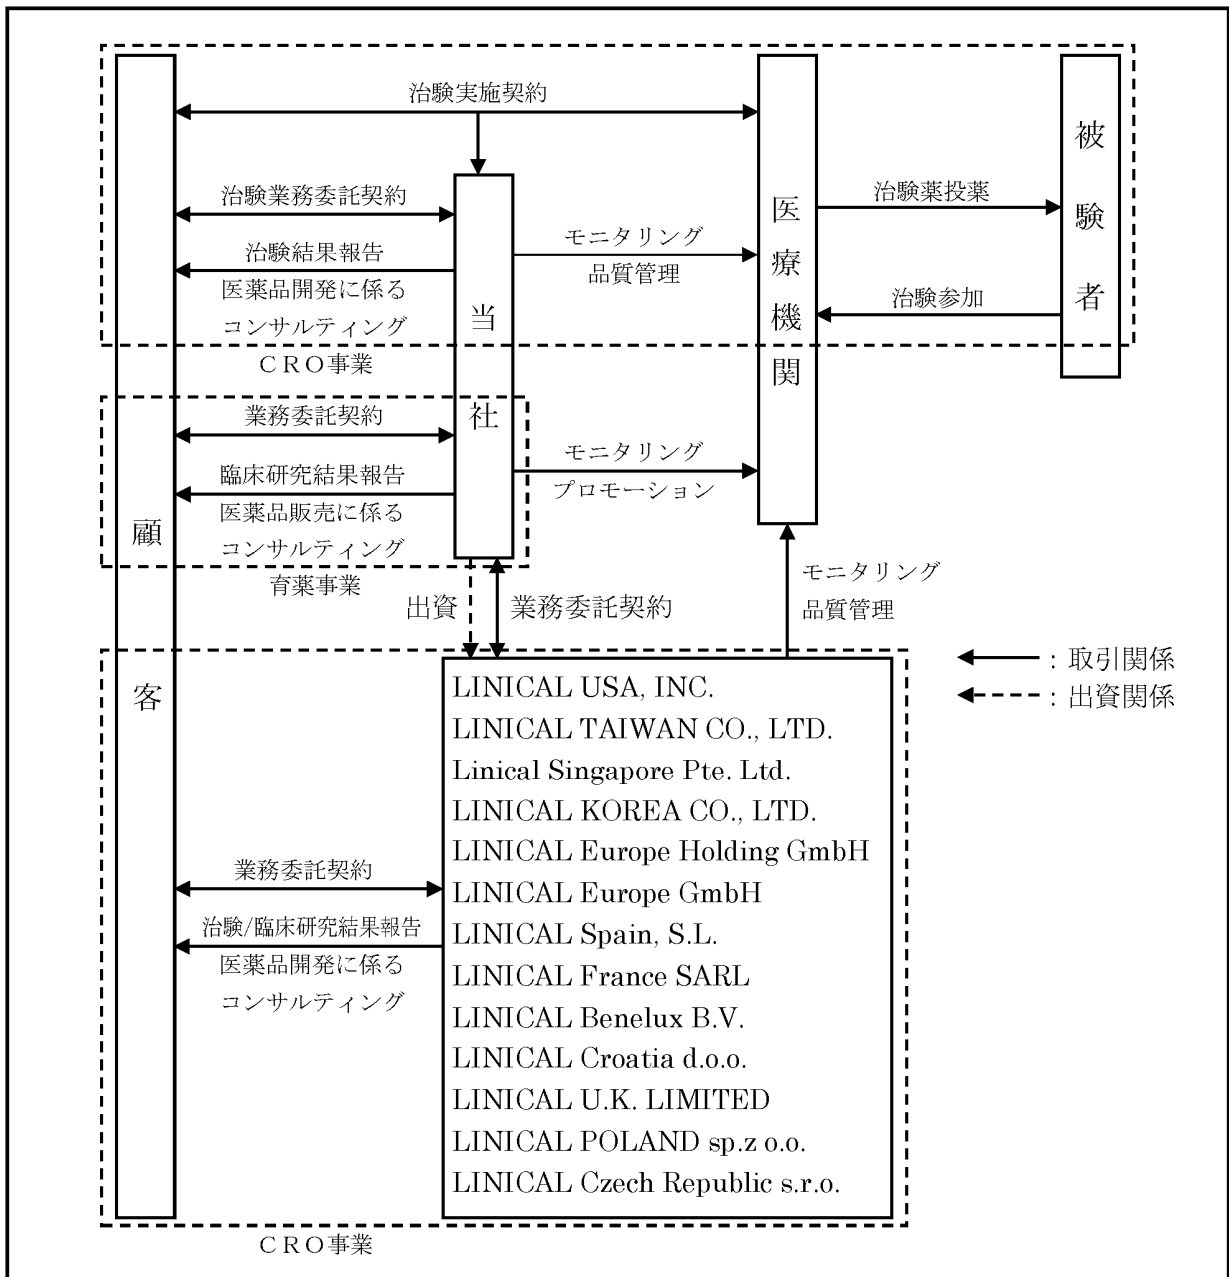 治験実施契約
治験業務委託契約
治験結果報告
医薬品開発に係る
コンサルティング
ＣＲＯ事業
モニタリング
品質管理
治験薬投薬
治験参加
被験者
医療機関
当社
顧客
業務委託契約
臨床研究結果報告
医薬品販売に係る
コンサルティング
育薬事業
モニタリング
プロモーション
出資
業務委託契約
モニタリング
品質管理
: 取引関係
: 出資関係
LINICAL USA, INC.
LINICAL TAIWAN CO., LTD.
Linical Singapore Pte. Ltd.
LINICAL KOREA CO., LTD.
LINICAL Europe Holding GmbH
LINICAL Europe GmbH
LINICAL Spain, S.L.
LINICAL France SARL
LINICAL Benelux B.V.
LINICAL Croatia d.o.o.
LINICAL U.K. LIMITED
LINICAL POLAND sp.z o.o.
LINICAL Czech Republic s.r.o.
業務委託契約
治験/臨床研究結果報告
医薬品開発に係る
コンサルティング
ＣＲＯ事業